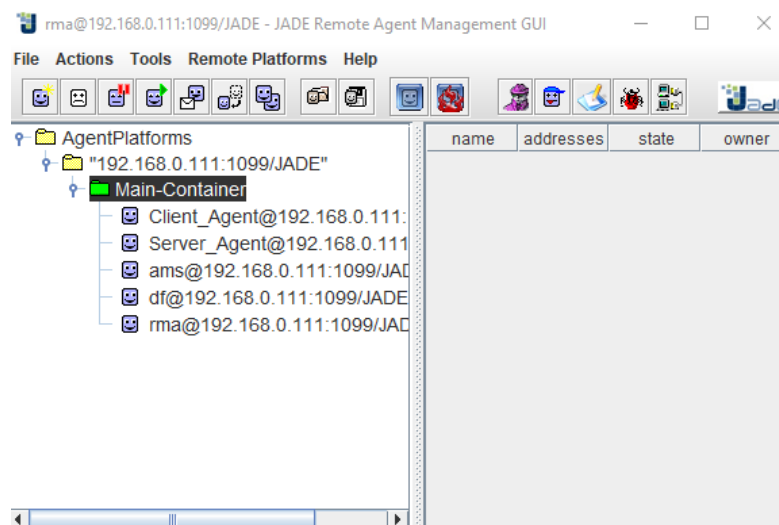 rma@192.168.0.111:1099/JADE - JADE Remote Agent Management GUI
File Actions Tools Remote Platforms Help
Jad
AgentPlatforms
"192.168.0.111:1099/JADE"
Main-Container
Client_Agent@192.168.0.111:
Server_Agent@192.168.0.111
ams@192.168.0.111:1099/JAD
df@192.168.0.111:1099/JADE
rma@192.168.0.111:1099/JAD
name addresses state owner